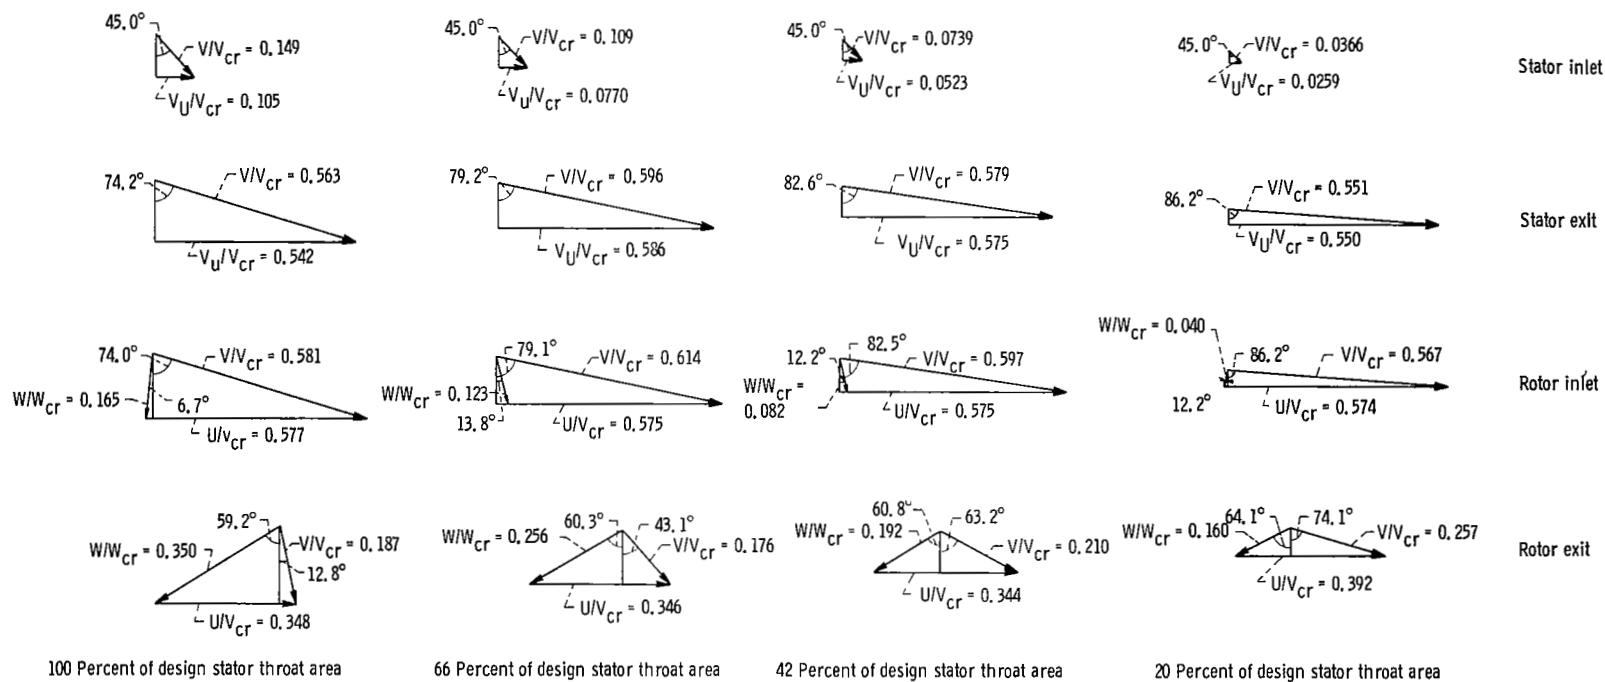 45.0°
V/Vcr = 0.149
VU/Vcr = 0.105
45.0°
V/Vcr = 0.109
Vu/Vcr = 0.0770
45.0°
V/Vcr = 0.0739
VU/Vcr = 0.0523
45.0°
V/Vcr = 0.0366
VU/Vcr = 0.0259
Stator inlet
74.2°
V/Vcr = 0.563
Vu/Vcr = 0.542
79.2°
V/Vcr = 0.596
VU/Vcr = 0.586
82.6°
V/Vcr = 0.579
VU/Vcr = 0.575
86.2°
V/Vcr = 0.551
VU/Vcr = 0.550
Stator exit
74.0°
V/Vcr = 0.581
W/Wcr = 0.165
6.7°
U/vcr = 0.577
79.1°
V/Vcr = 0.614
W/Wcr = 0.123
13.8°
U/Vcr = 0.575
12.2°
82.5°
V/Vcr = 0.597
W/Wcr =
0.082
U/Vcr = 0.575
W/Wcr = 0.040
86.2°
V/Vcr = 0.567
12.2°
U/Vcr = 0.574
Rotor inlet
59.2°
W/Wcr = 0.350
V/Vcr = 0.187
12.8°
U/Vcr = 0.348
60.3°
43.1°
W/Wcr = 0.256
V/Vcr = 0.176
U/Vcr = 0.346
60.8°
63.2°
W/Wcr = 0.192
V/Vcr = 0.210
U/Vcr = 0.344
64.1°
74.1°
W/Wcr = 0.160
V/Vcr = 0.257
U/Vcr = 0.392
Rotor exit
100 Percent of design stator throat area
66 Percent of design stator throat area
42 Percent of design stator throat area
20 Percent of design stator throat area